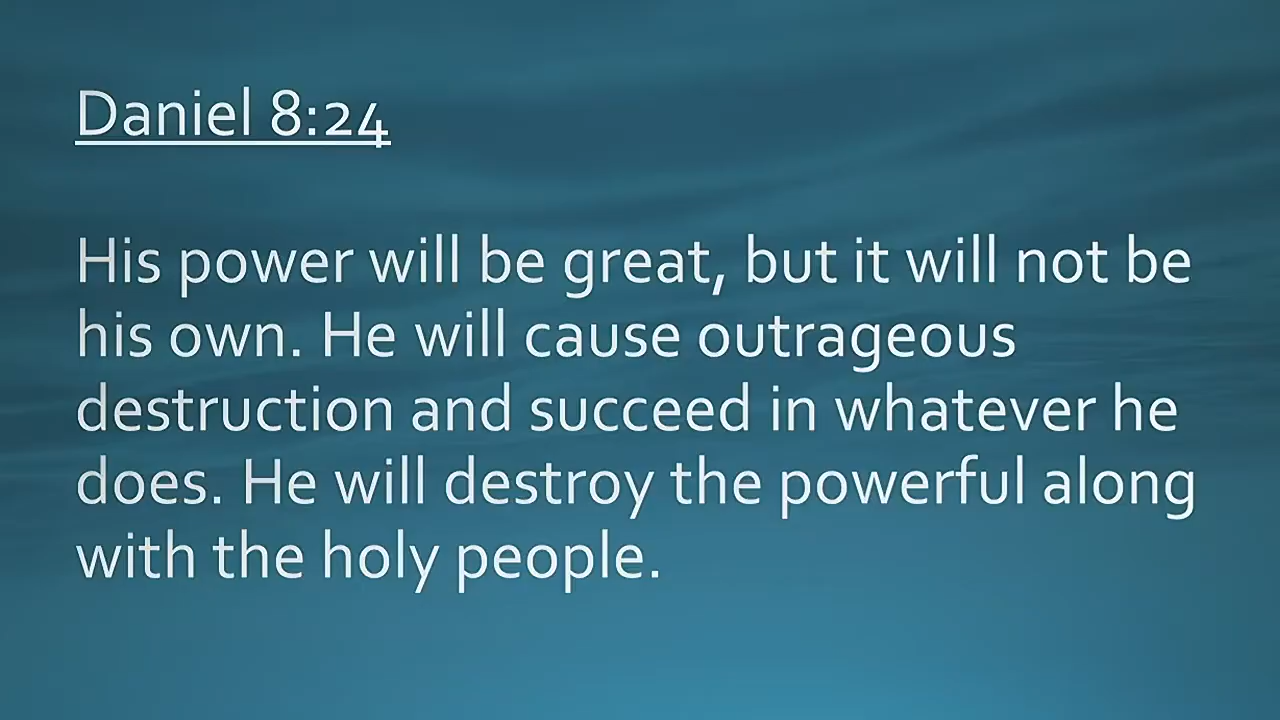 Daniel 8:24
His power will be great, but it will not be
his own. He will cause outrageous
destruction and succeed in whatever he
does. He will destroy the powerful along
with the holy people.